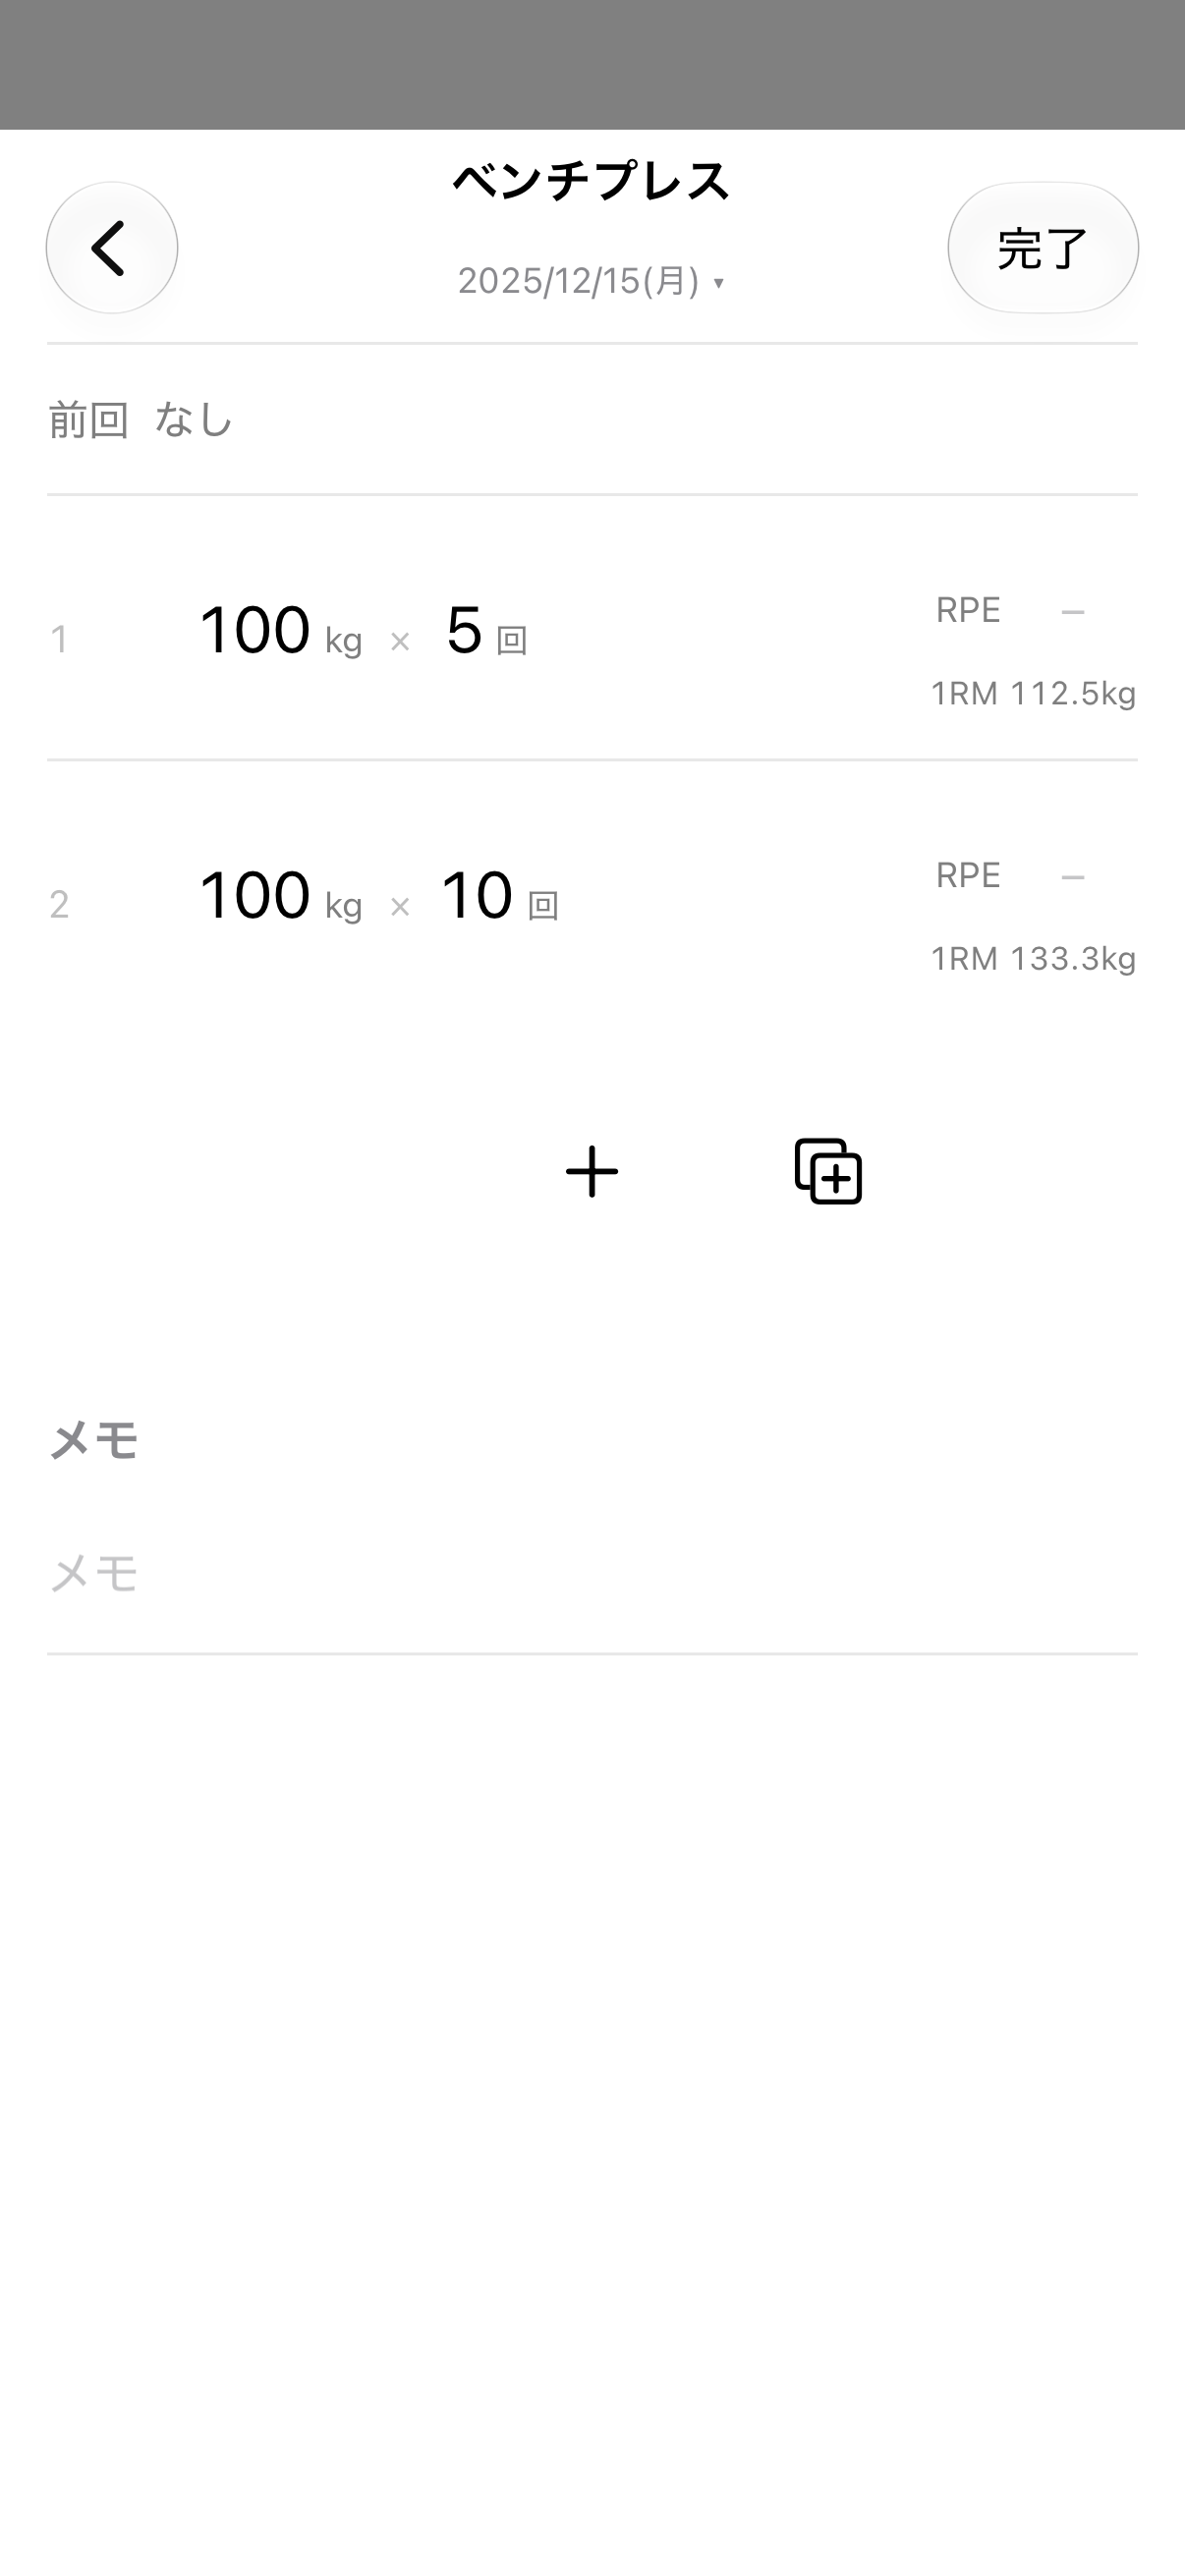 ベンチプレス
2025/12/15(月) ▾
完了
前回 なし
1 100 kg × 5 回 RPE –
1RM 112.5kg
2 100 kg × 10 回 RPE –
1RM 133.3kg
メモ
メモ